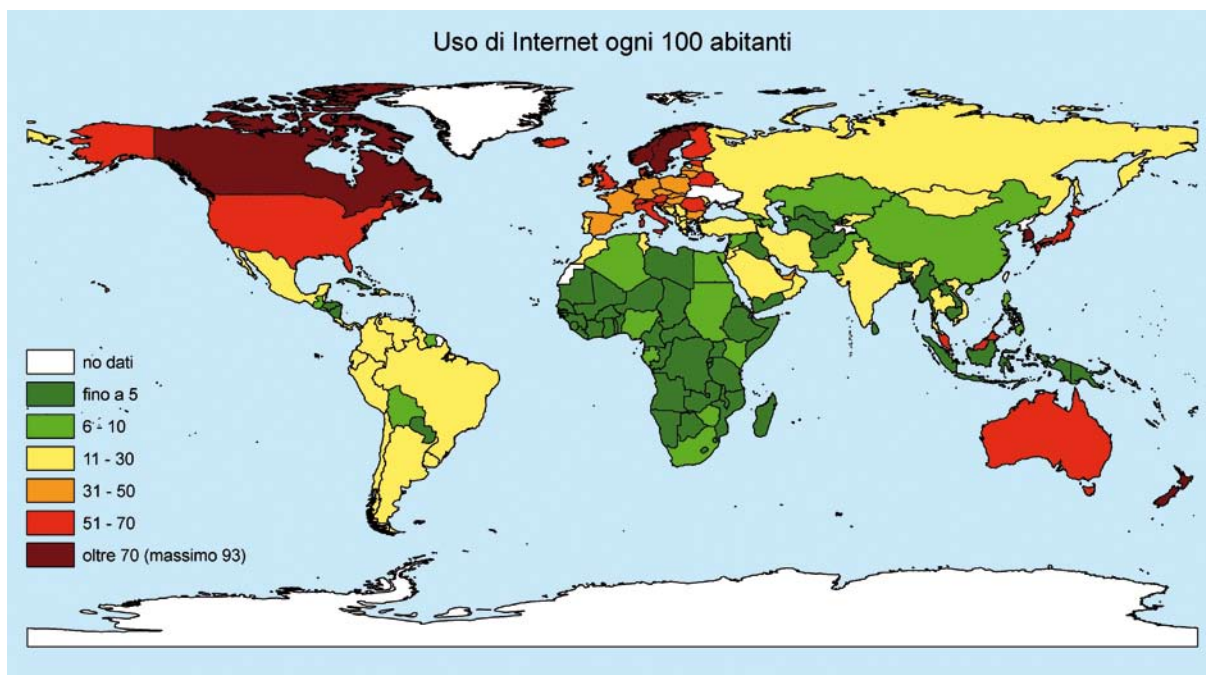 Uso di Internet ogni 100 abitanti
no dati
fino a 5
6 - 10
11 - 30
31 - 50
51 - 70
oltre 70 (massimo 93)